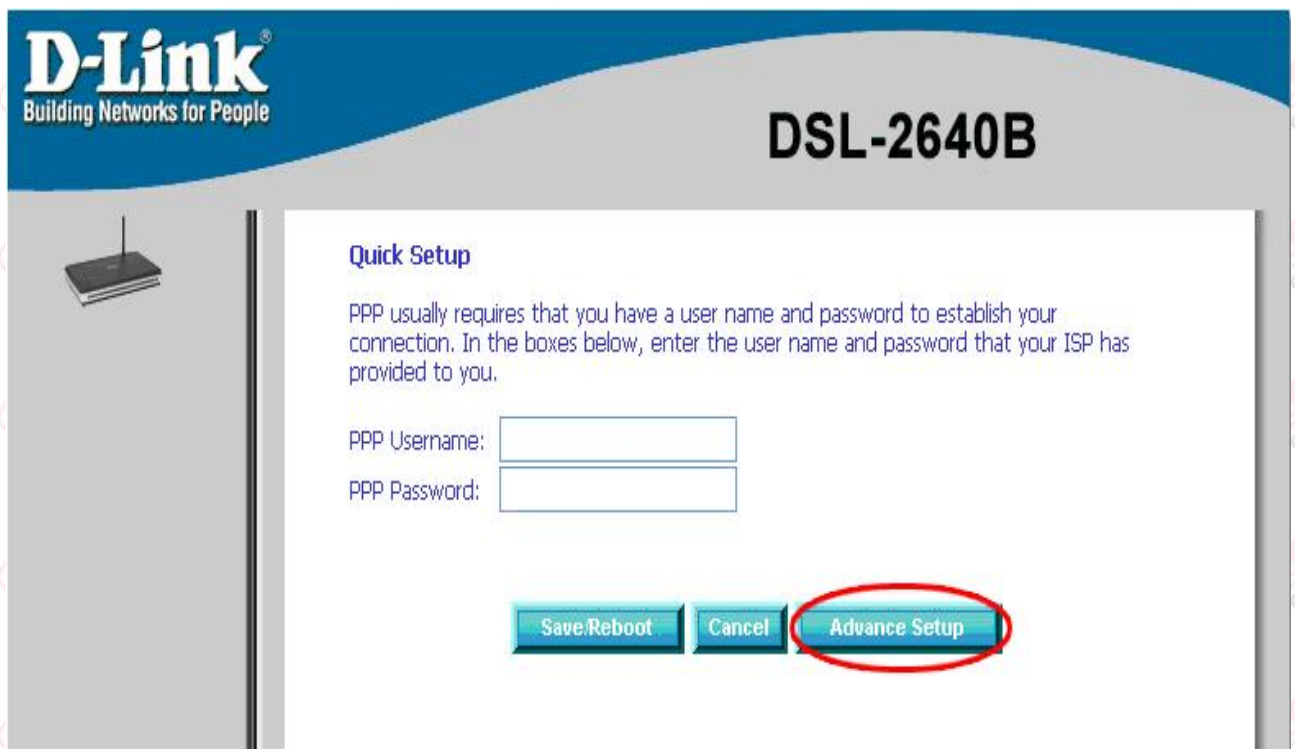 D-Link®
Building Networks for People
DSL-2640B
Quick Setup
PPP usually requires that you have a user name and password to establish your
connection. In the boxes below, enter the user name and password that your ISP has
provided to you.
PPP Username:
PPP Password:
Save/Reboot Cancel Advance Setup